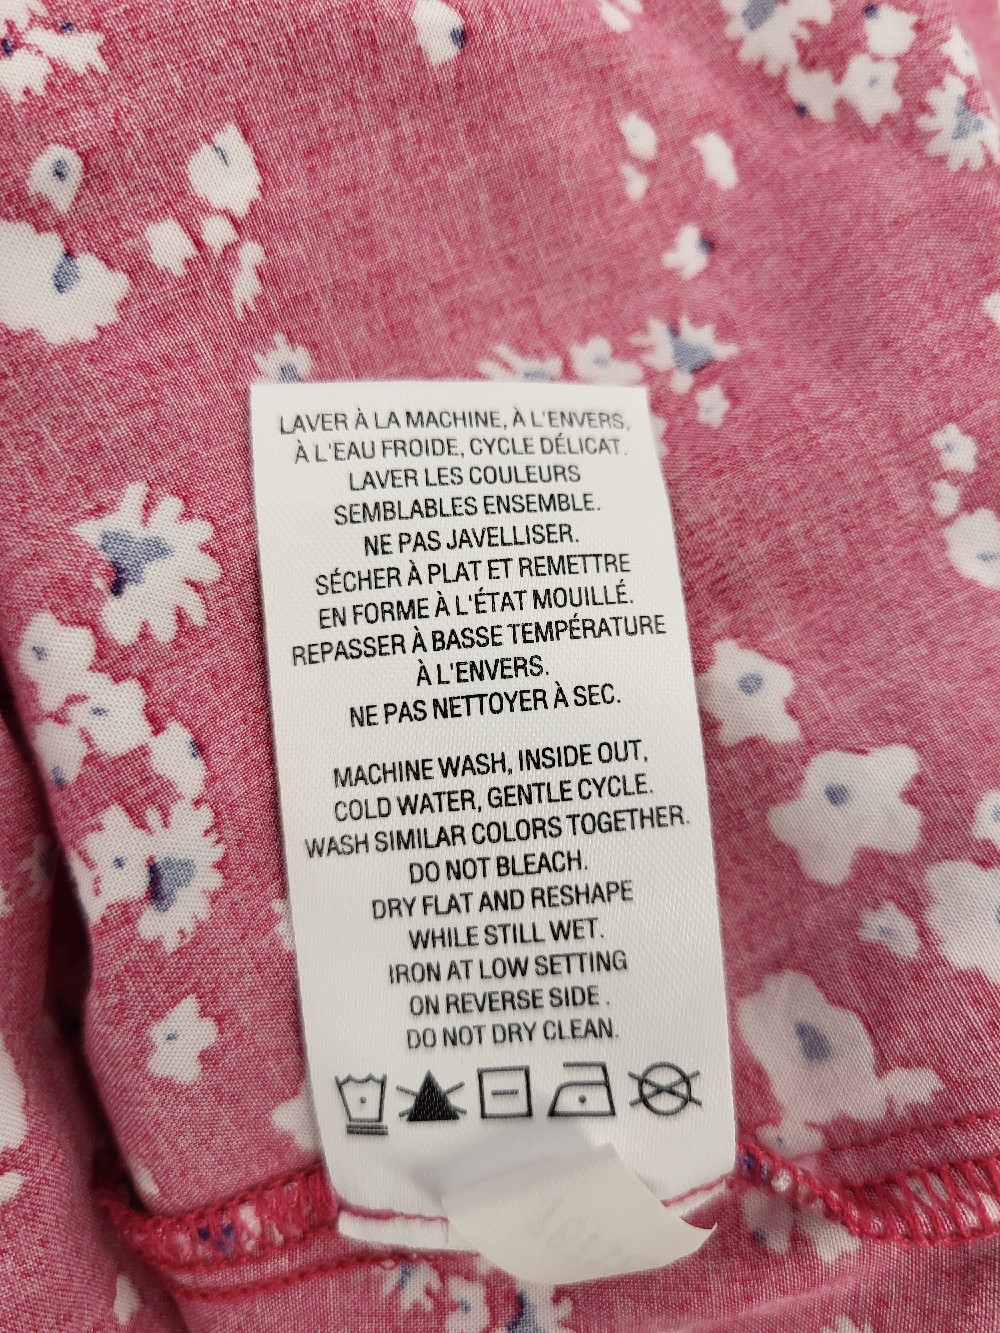 LAVER À LA MACHINE, À L'ENVERS,
À L'EAU FROIDE, CYCLE DÉLICAT.
LAVER LES COULEURS
SEMBLABLES ENSEMBLE.
NE PAS JAVELLISER.
SÉCHER À PLAT ET REMETTRE
EN FORME À L'ÉTAT MOUILLÉ.
REPASSER À BASSE TEMPÉRATURE
À L'ENVERS.
NE PAS NETTOYER À SEC.
MACHINE WASH, INSIDE OUT,
COLD WATER, GENTLE CYCLE.
WASH SIMILAR COLORS TOGETHER.
DO NOT BLEACH.
DRY FLAT AND RESHAPE
WHILE STILL WET.
IRON AT LOW SETTING
ON REVERSE SIDE .
DO NOT DRY CLEAN.